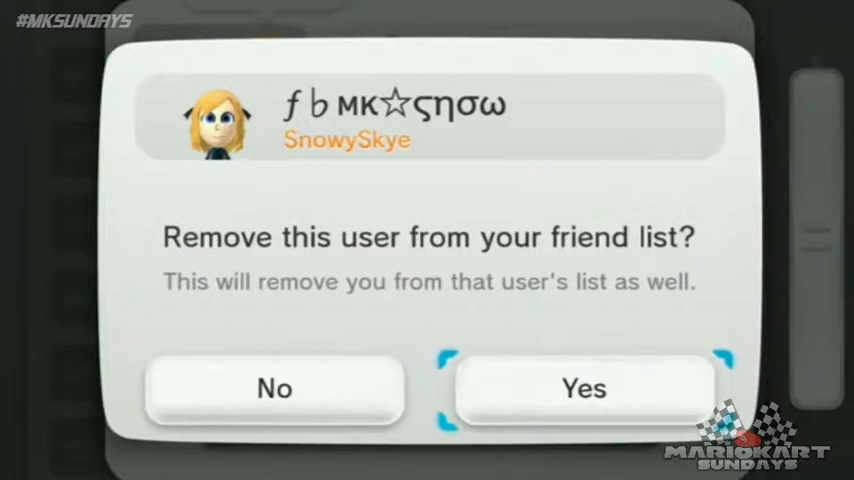 #MKSUNDAYS
ƒ♭мк☆ςησω
SnowySkye
Remove this user from your friend list?
This will remove you from that user's list as well.
No
Yes
MARIOKART
SUNDAYS